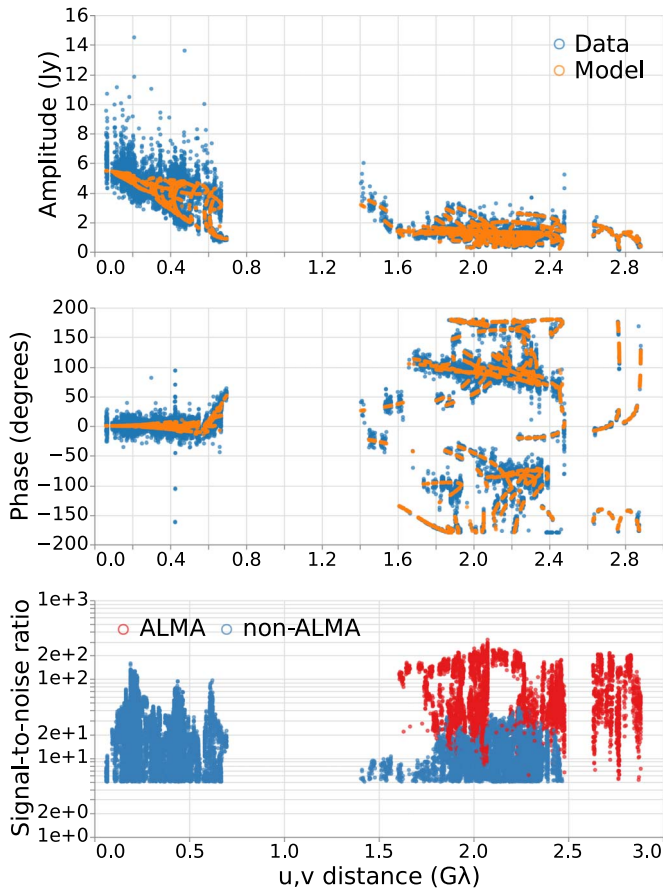 16
14
12
10
8
6
4
2
0
Amplitude (Jy)
Data
Model
0.0 0.4 0.8 1.2 1.6 2.0 2.4 2.8
200
150
100
50
0
−50
−100
−150
−200
Phase (degrees)
0.0 0.4 0.8 1.2 1.6 2.0 2.4 2.8
1e+3
2e+2
1e+2
2e+1
1e+1
2e+0
1e+0
Signal-to-noise ratio
ALMA non-ALMA
0.0 0.5 1.0 1.5 2.0 2.5 3.0
u,v distance (Gλ)